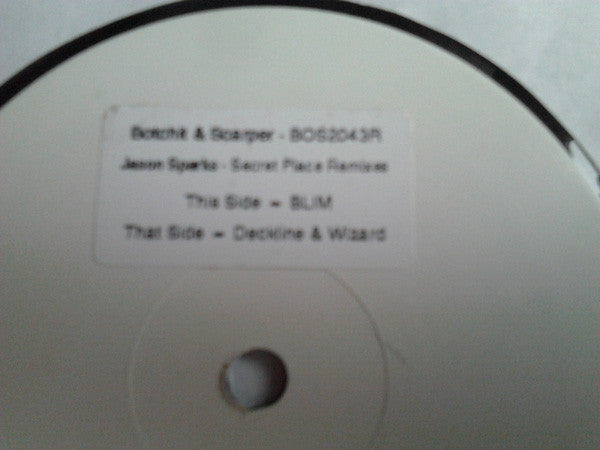 Botchit & Scarper - BOS2043R
Jason Sparks - Secret Place Remixes
This Side = BLIM
That Side = Deckline & Wizard